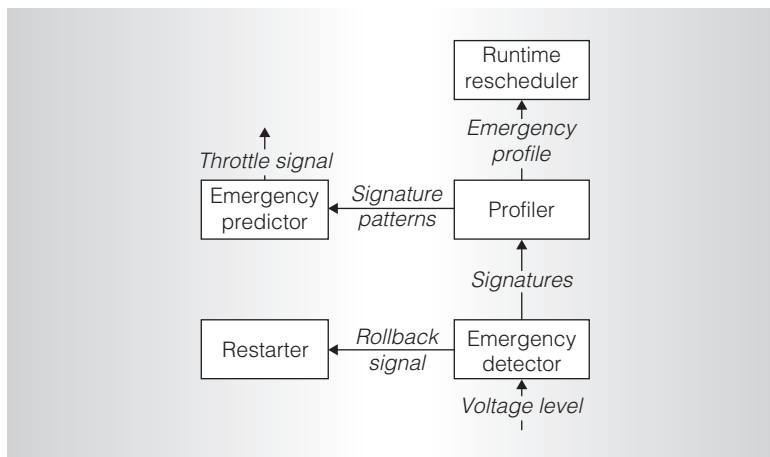 Runtime
rescheduler
Emergency
profile
Throttle signal
Emergency
predictor
Signature
patterns
Profiler
Signatures
Restarter
Rollback
signal
Emergency
detector
Voltage level